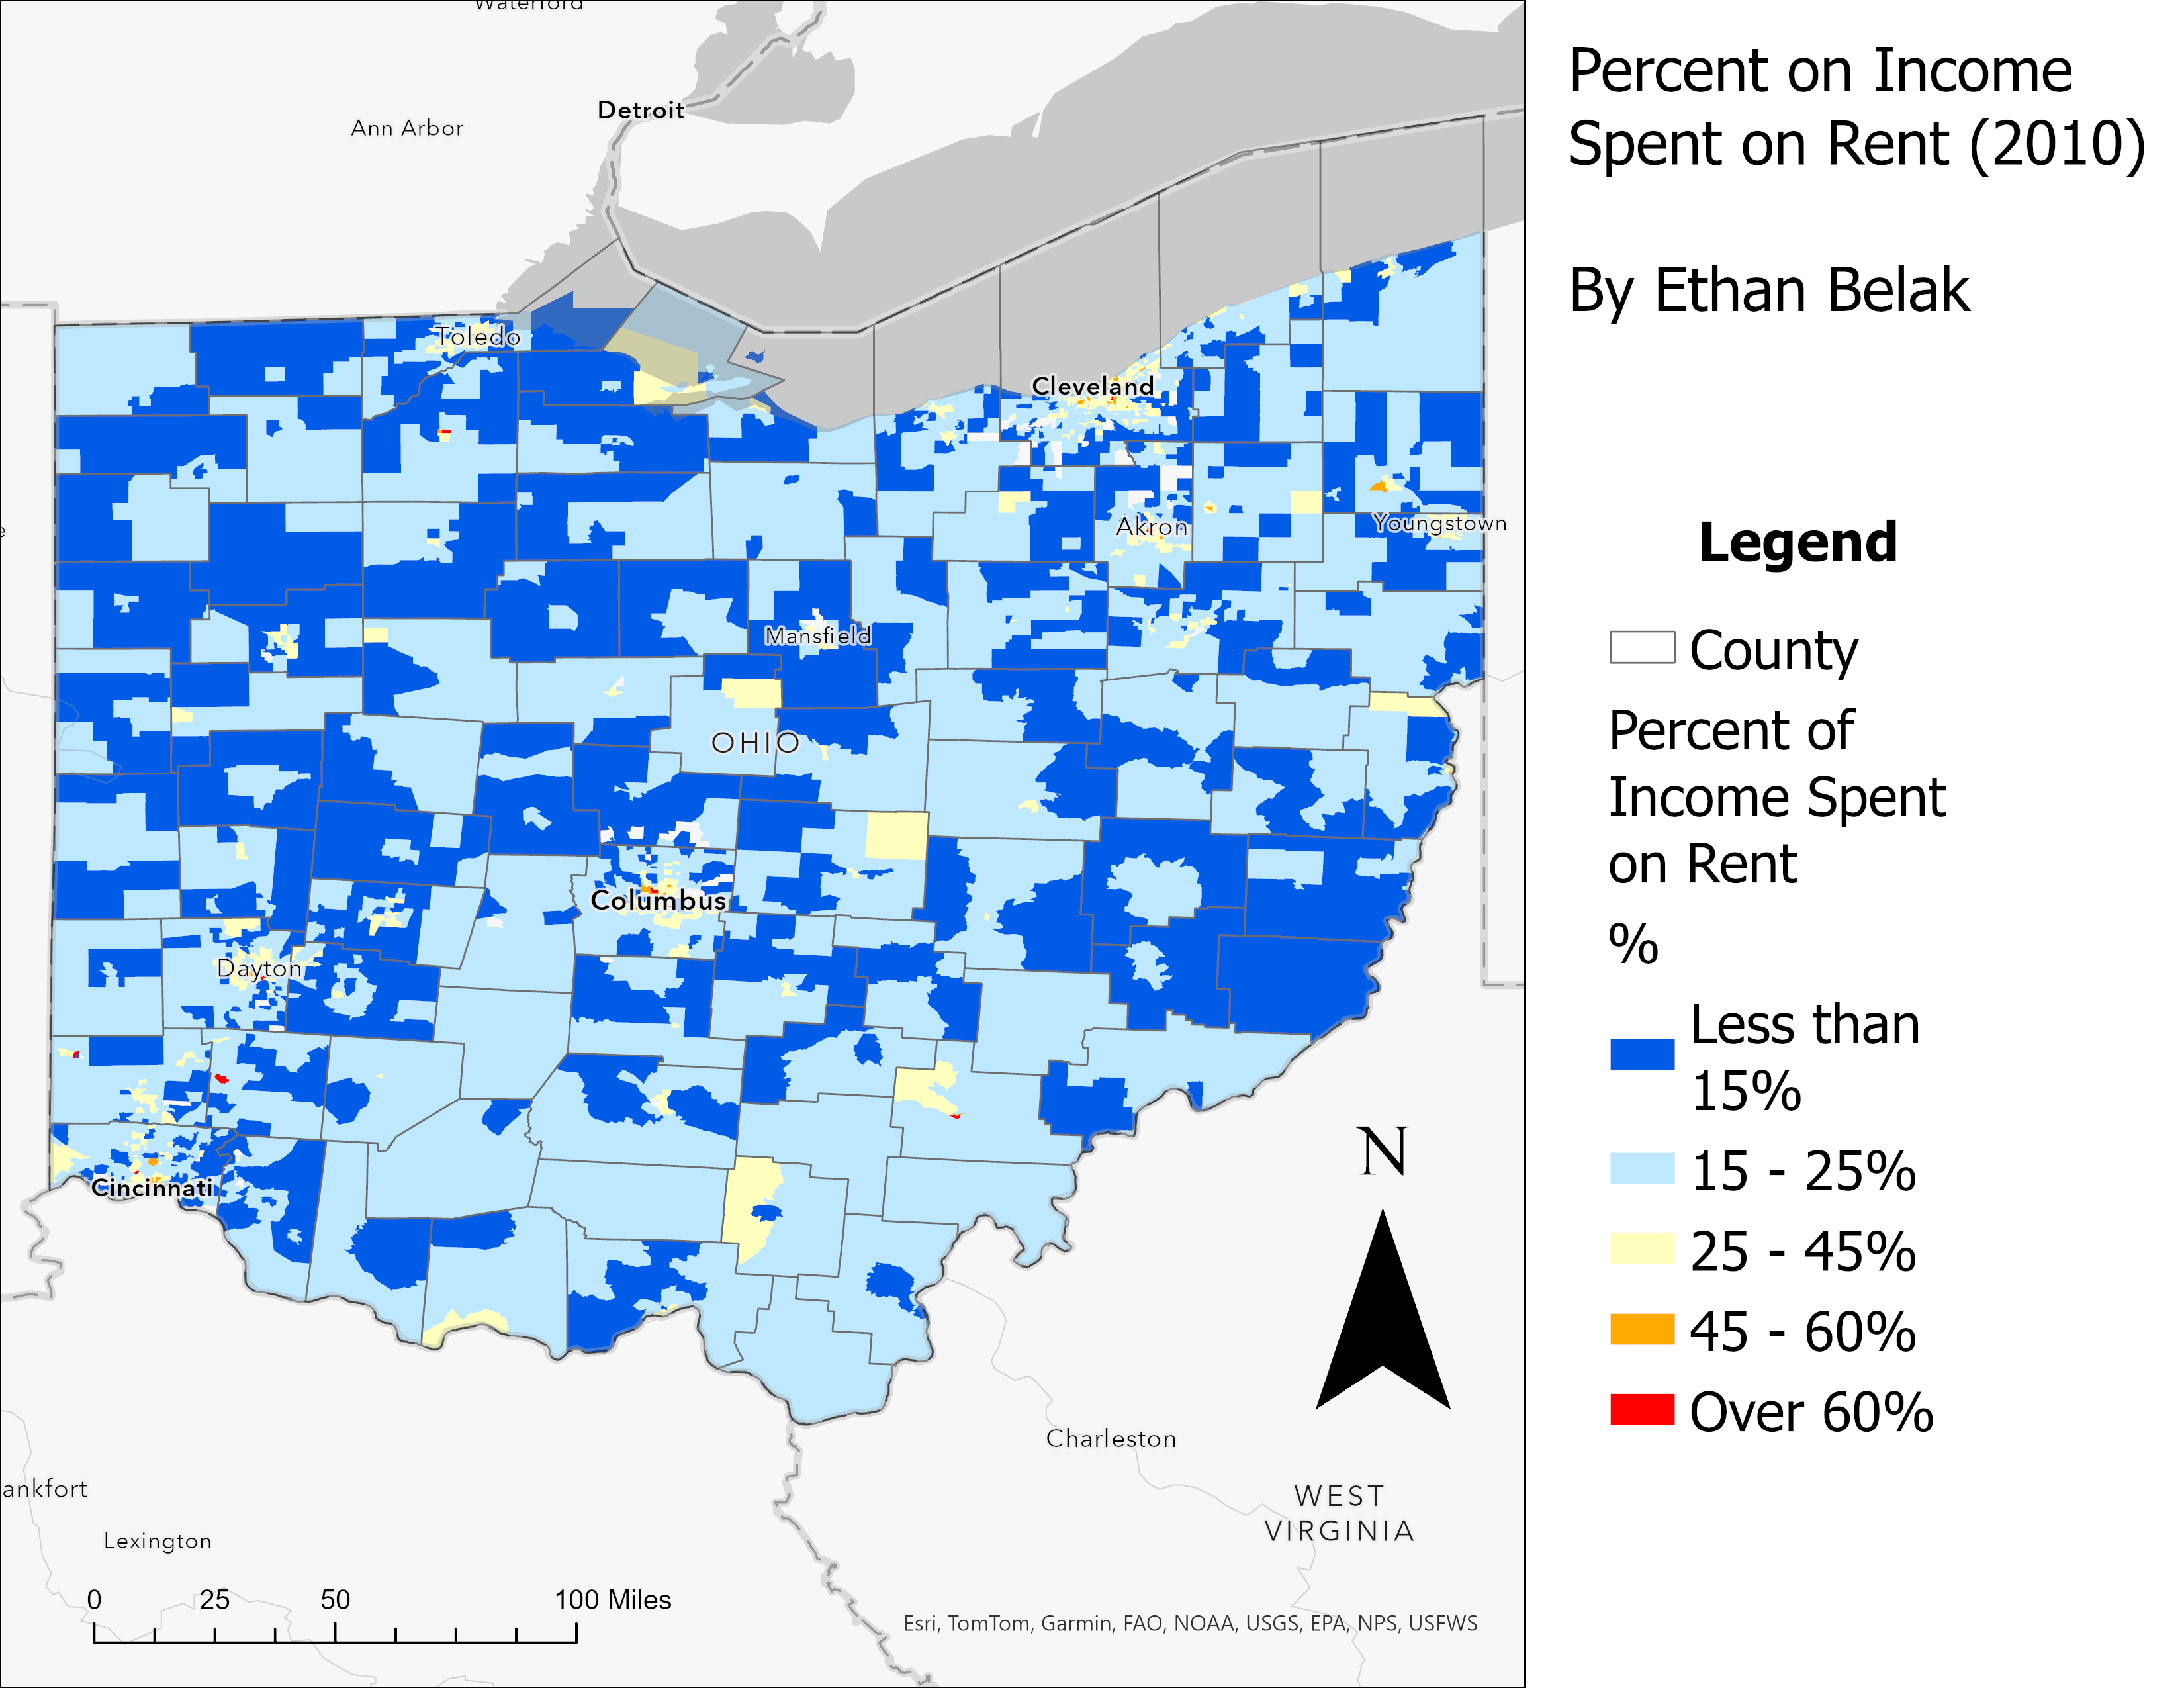 Waterford
Detroit
Ann Arbor
Toledo
Cleveland
Akron
Youngstown
Mansfield
OHIO
Columbus
Dayton
Cincinnati
N
Charleston
WEST
VIRGINIA
ankfort
Lexington
0 25 50 100 Miles
Esri, TomTom, Garmin, FAO, NOAA, USGS, EPA, NPS, USFWS
Percent on Income
Spent on Rent (2010)
By Ethan Belak
Legend
County
Percent of
Income Spent
on Rent
%
Less than
15%
15 - 25%
25 - 45%
45 - 60%
Over 60%